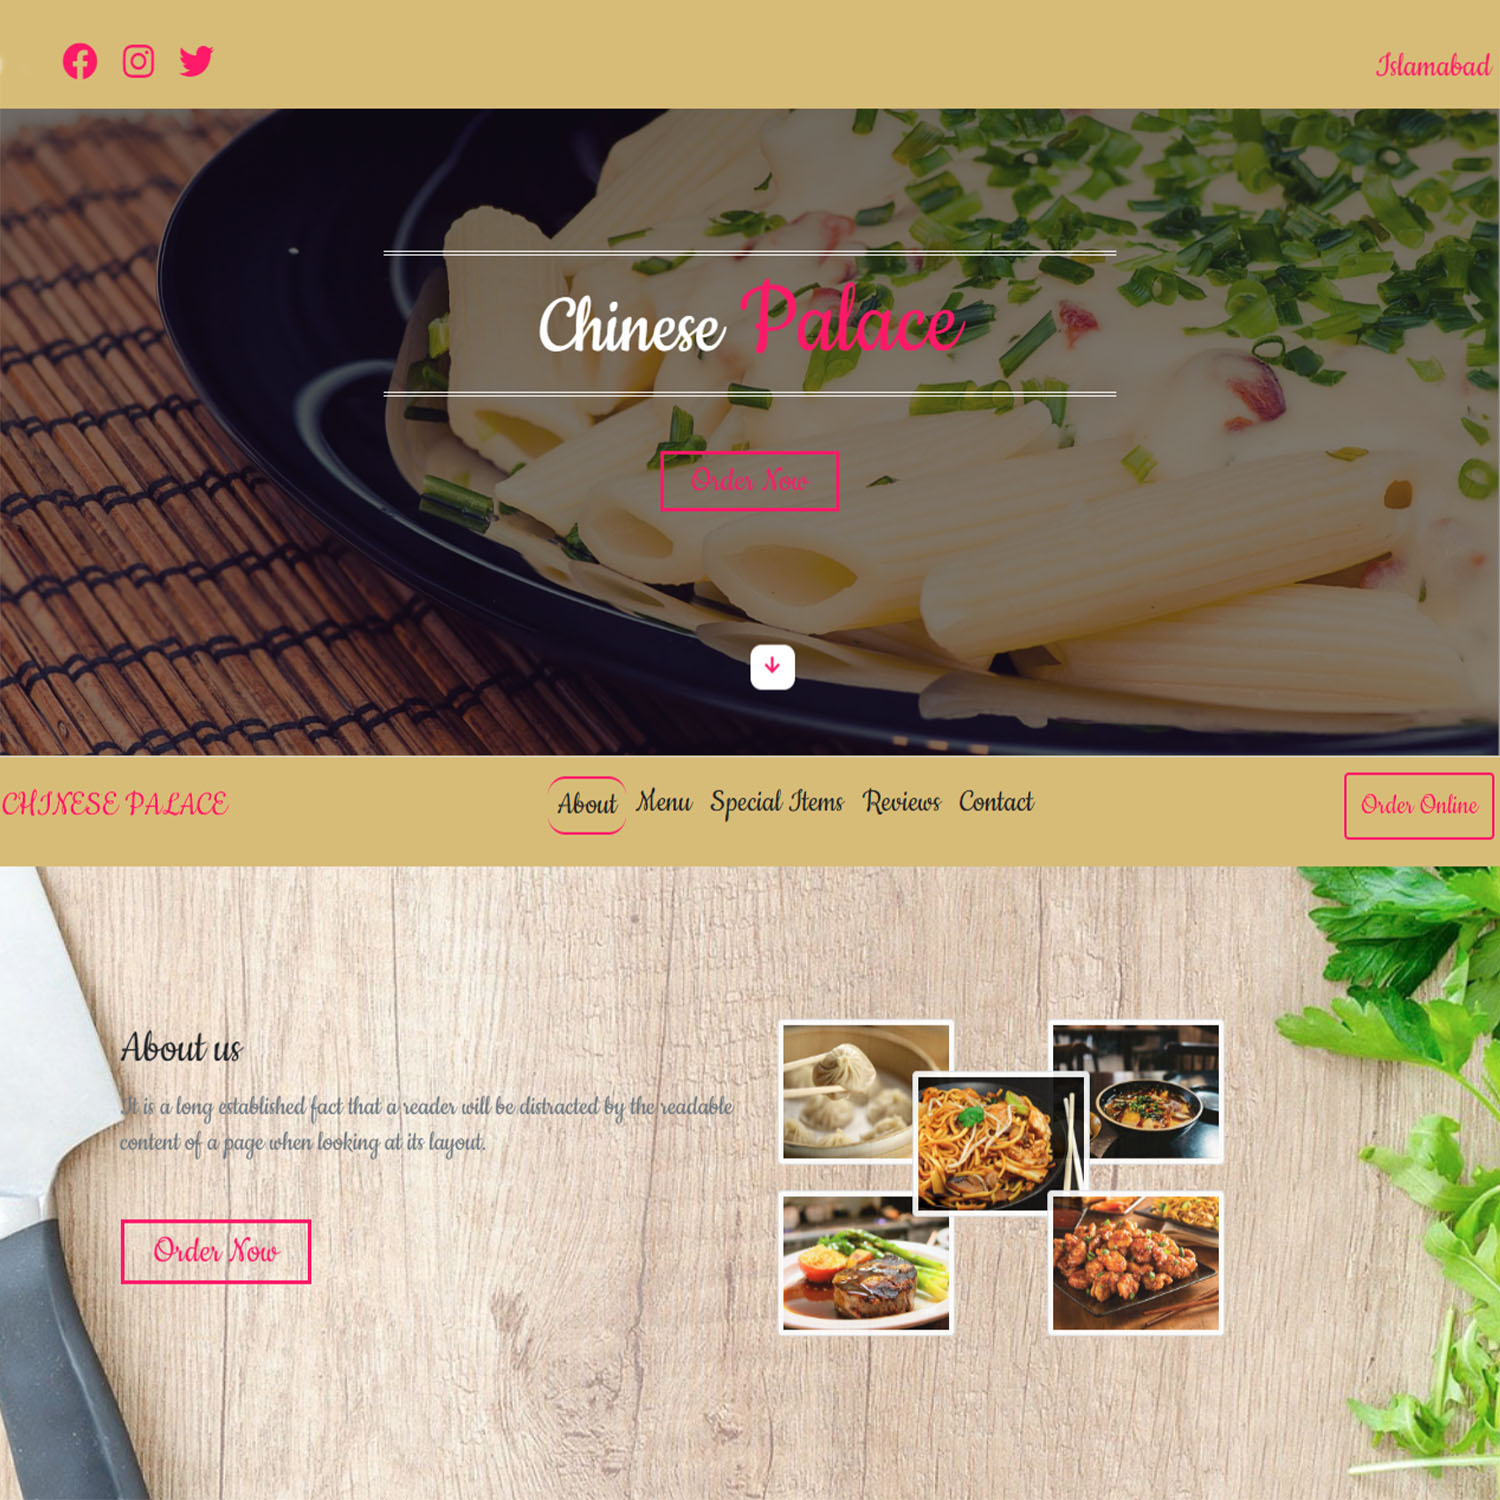 Islamabad
Chinese Palace
Order Now
CHINESE PALACE
About Menu Special Items Reviews Contact
Order Online
About us
It is a long established fact that a reader will be distracted by the readable
content of a page when looking at its layout.
Order Now